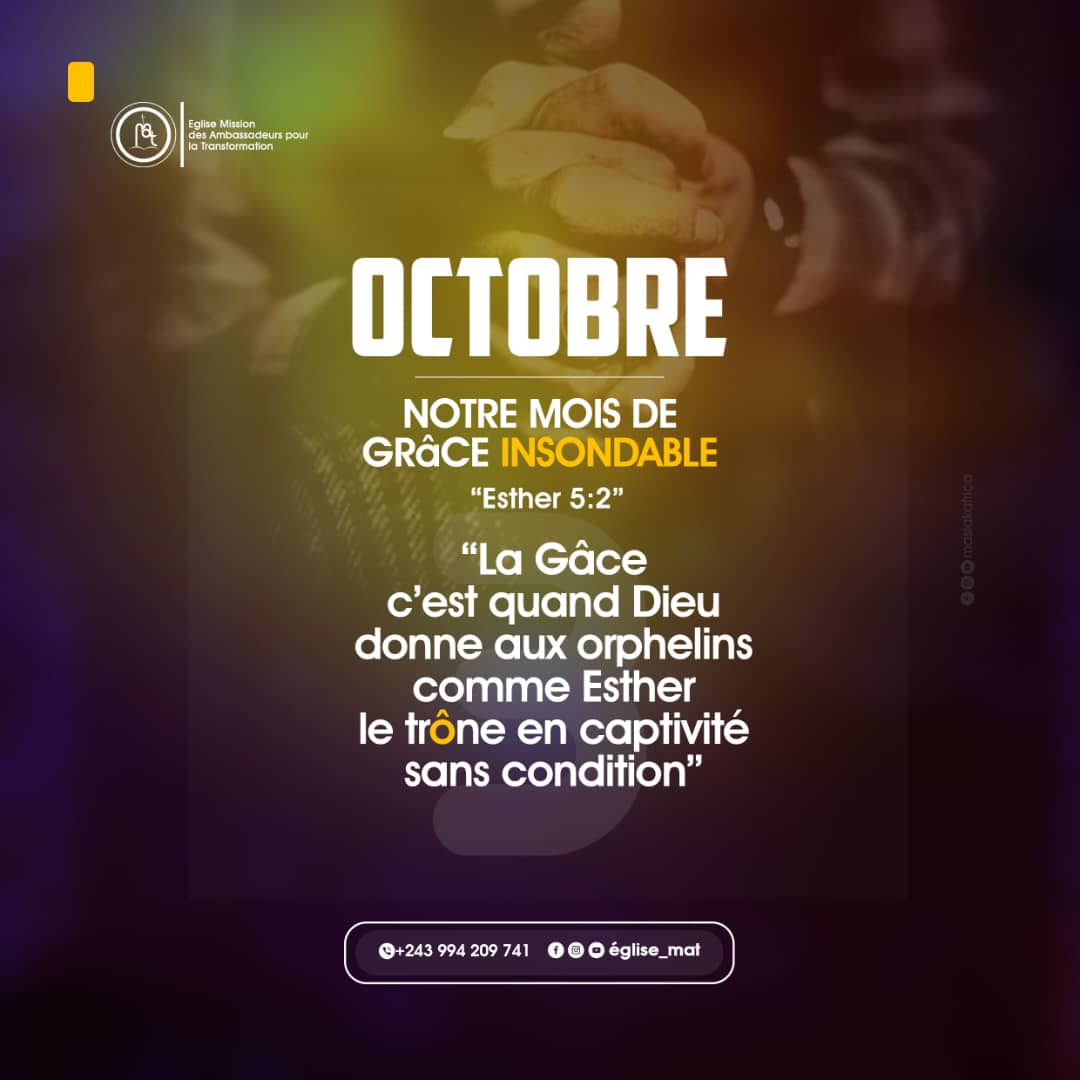 Eglise Mission
des Ambassadeurs pour
la Transformation
OCTOBRE
NOTRE MOIS DE
GRâCE INSONDABLE
“Esther 5:2”
“La Gâce
c’est quand Dieu
donne aux orphelins
comme Esther
le trône en captivité
sans condition”
masiakafrica
+243 994 209 741 église_mat